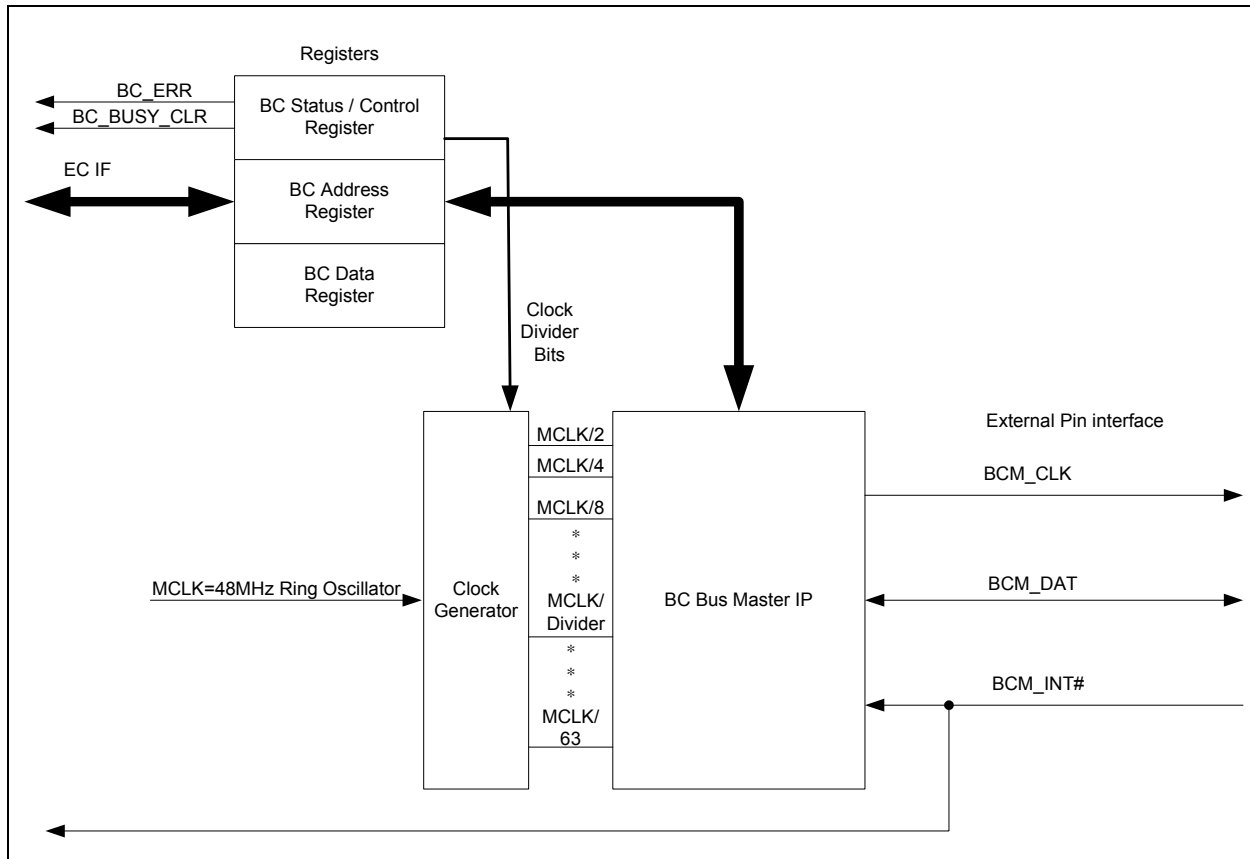 Registers
BC_ERR
BC_BUSY_CLR
BC Status / Control
Register
EC IF
BC Address
Register
BC Data
Register
Clock
Divider
Bits
MCLK/2
MCLK/4
MCLK/8
*
*
*
MCLK/
Divider
*
*
*
MCLK/
63
MCLK=48MHz Ring Oscillator
Clock
Generator
BC Bus Master IP
External Pin interface
BCM_CLK
BCM_DAT
BCM_INT#